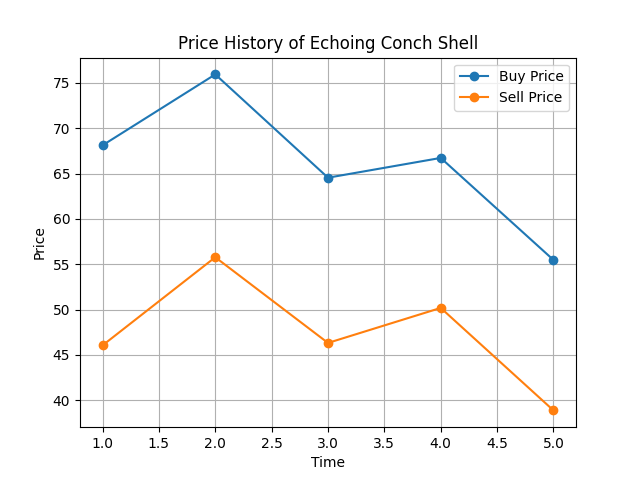 Price History of Echoing Conch Shell
Buy Price
Sell Price
75
70
65
60
55
50
45
40
Price
1.0 1.5 2.0 2.5 3.0 3.5 4.0 4.5 5.0
Time